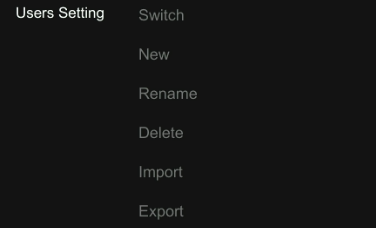 Users Setting
Switch
New
Rename
Delete
Import
Export